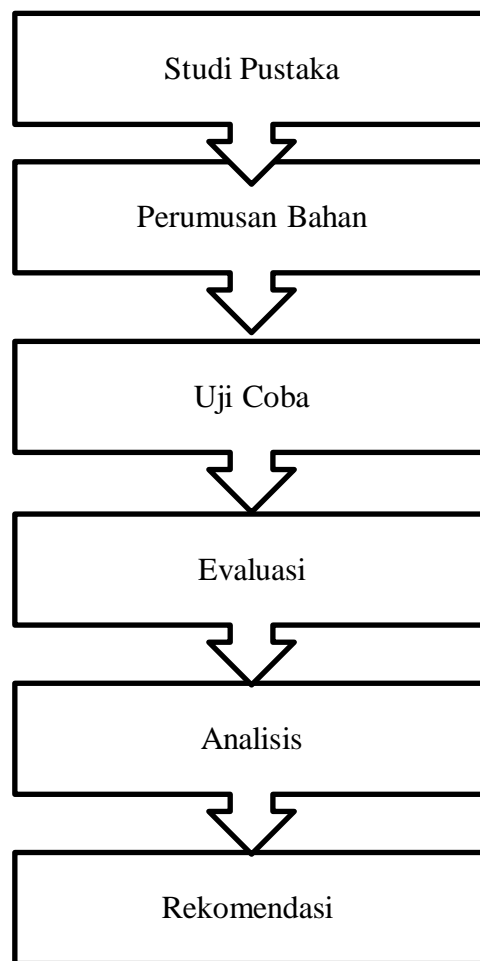 Studi Pustaka
Perumusan Bahan
Uji Coba
Evaluasi
Analisis
Rekomendasi